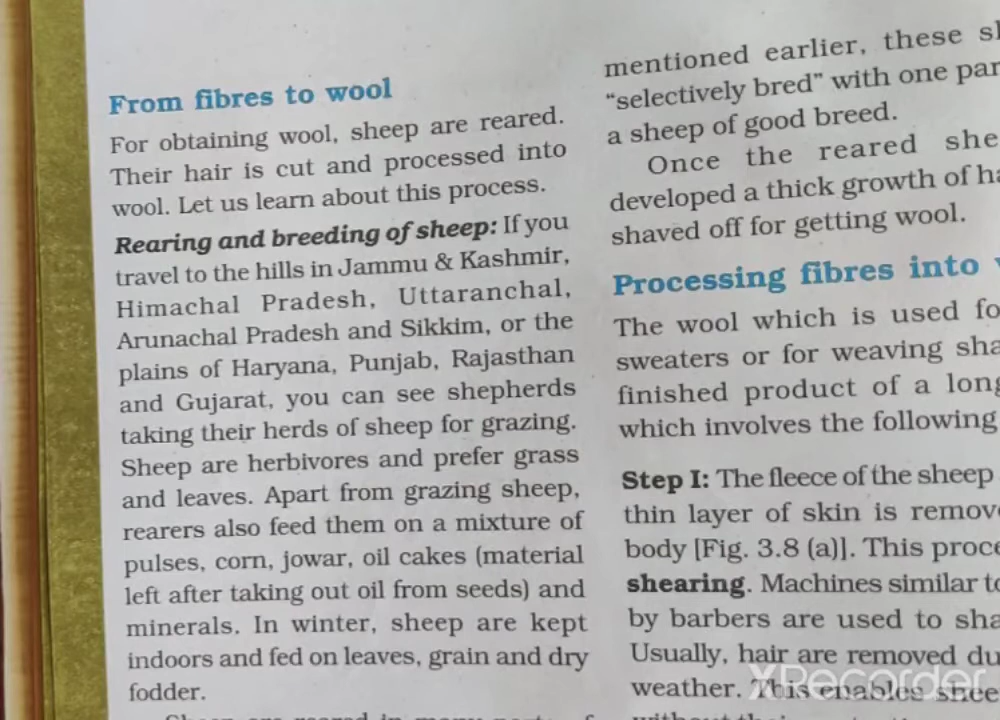 From fibres to wool
For obtaining wool, sheep are reared.
Their hair is cut and processed into
wool. Let us learn about this process.
Rearing and breeding of sheep: If you
travel to the hills in Jammu & Kashmir,
Himachal Pradesh, Uttaranchal,
Arunachal Pradesh and Sikkim, or the
plains of Haryana, Punjab, Rajasthan
and Gujarat, you can see shepherds
taking their herds of sheep for grazing.
Sheep are herbivores and prefer grass
and leaves. Apart from grazing sheep,
rearers also feed them on a mixture of
pulses, corn, jowar, oil cakes (material
left after taking out oil from seeds) and
minerals. In winter, sheep are kept
indoors and fed on leaves, grain and dry
fodder.
mentioned earlier, these
“selectively bred” with one
a sheep of good breed.
Once the reared
developed a thick growth of
shaved off for getting wool.
Processing fibres into
The wool which is used
sweaters or for weaving
finished product of a
which involves the following
Step I: The fleece of the sheep
thin layer of skin is
body [Fig. 3.8 (a)]. This
shearing. Machines similar
by barbers are used to
Usually, hair are removed
weather. This enables
XRecorder